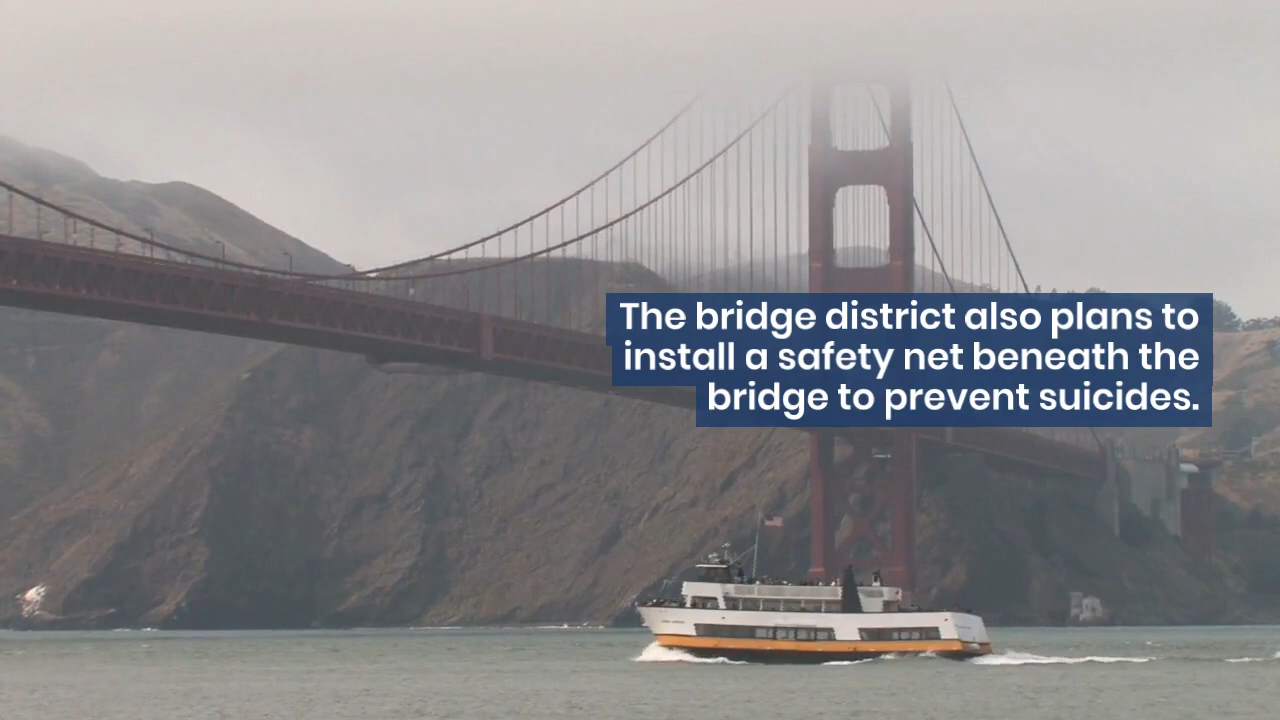 The bridge district also plans to
install a safety net beneath the
bridge to prevent suicides.